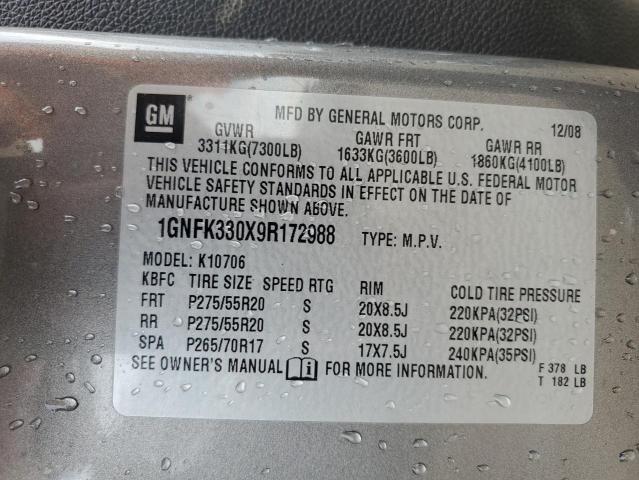 GM
MFD BY GENERAL MOTORS CORP. 12/08
GVWR GAWR FRT GAWR RR
3311KG(7300LB) 1633KG(3600LB) 1860KG(4100LB)
THIS VEHICLE CONFORMS TO ALL APPLICABLE U.S. FEDERAL MOTOR
VEHICLE SAFETY STANDARDS IN EFFECT ON THE DATE OF
MANUFACTURE SHOWN ABOVE.
1GNFK330X9R172988 TYPE: M.P.V.
MODEL: K10706
KBFC TIRE SIZE SPEED RTG RIM COLD TIRE PRESSURE
FRT P275/55R20 S 20X8.5J 220KPA(32PSI)
RR P275/55R20 S 20X8.5J 220KPA(32PSI)
SPA P265/70R17 S 17X7.5J 240KPA(35PSI)
SEE OWNER'S MANUAL i FOR MORE INFORMATION. F 378 LB
T 182 LB